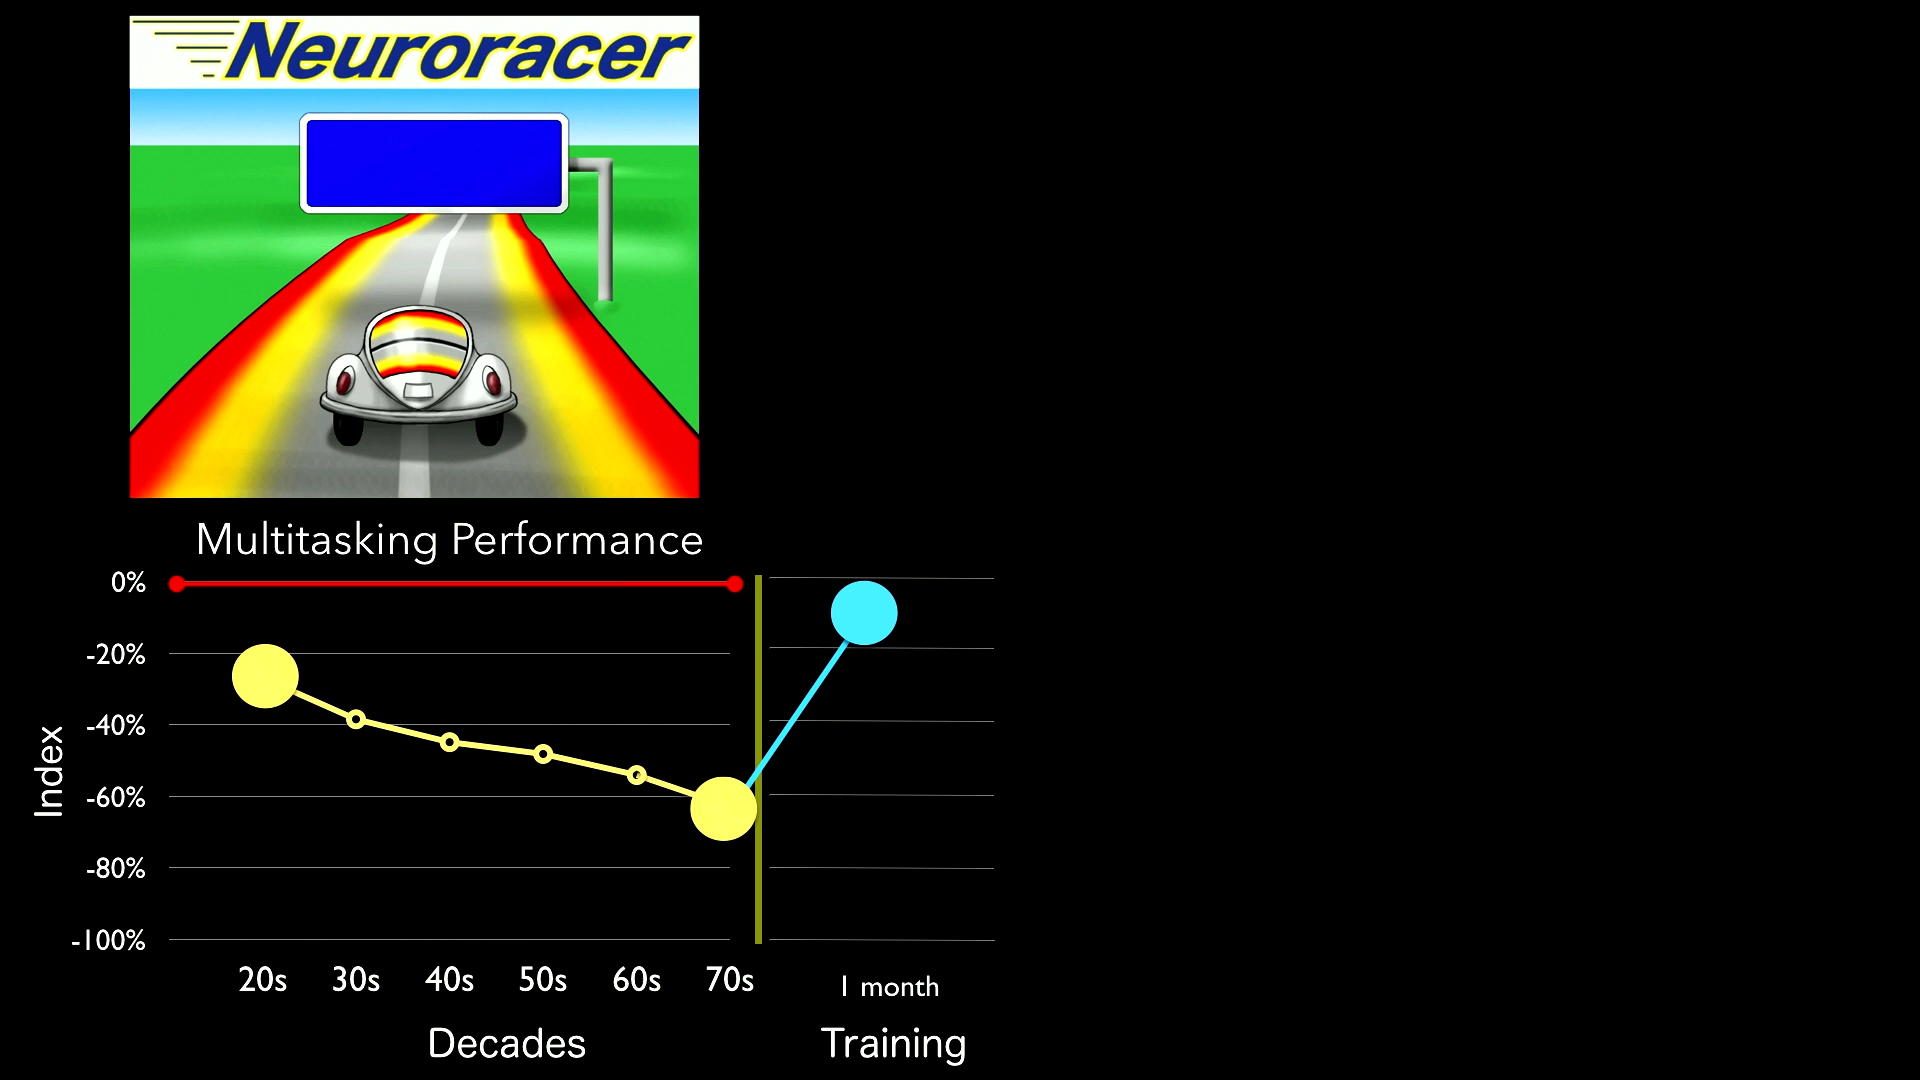 Neuroracer
Multitasking Performance
0%
-20%
-40%
-60%
-80%
-100%
Index
20s 30s 40s 50s 60s 70s
1 month
Decades
Training